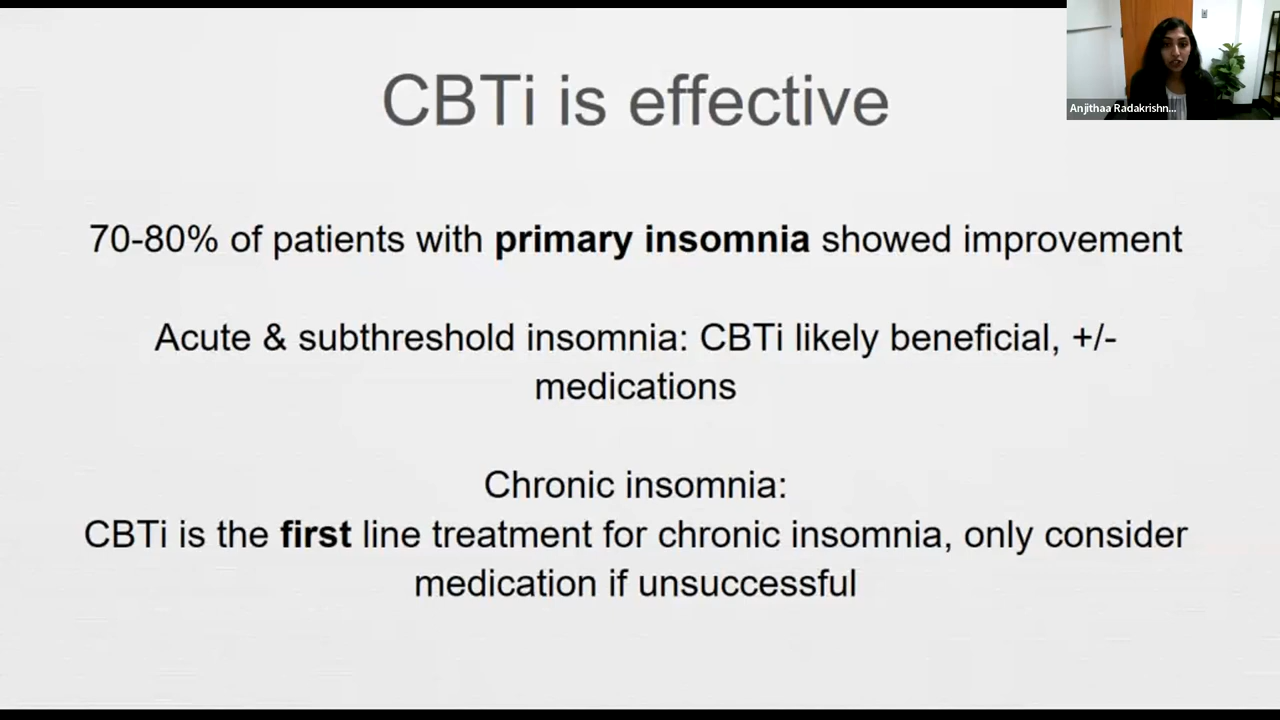 CBTi is effective
Anjithaa Radakrishn...
70-80% of patients with primary insomnia showed improvement
Acute & subthreshold insomnia: CBTi likely beneficial, +/-
medications
Chronic insomnia:
CBTi is the first line treatment for chronic insomnia, only consider
medication if unsuccessful